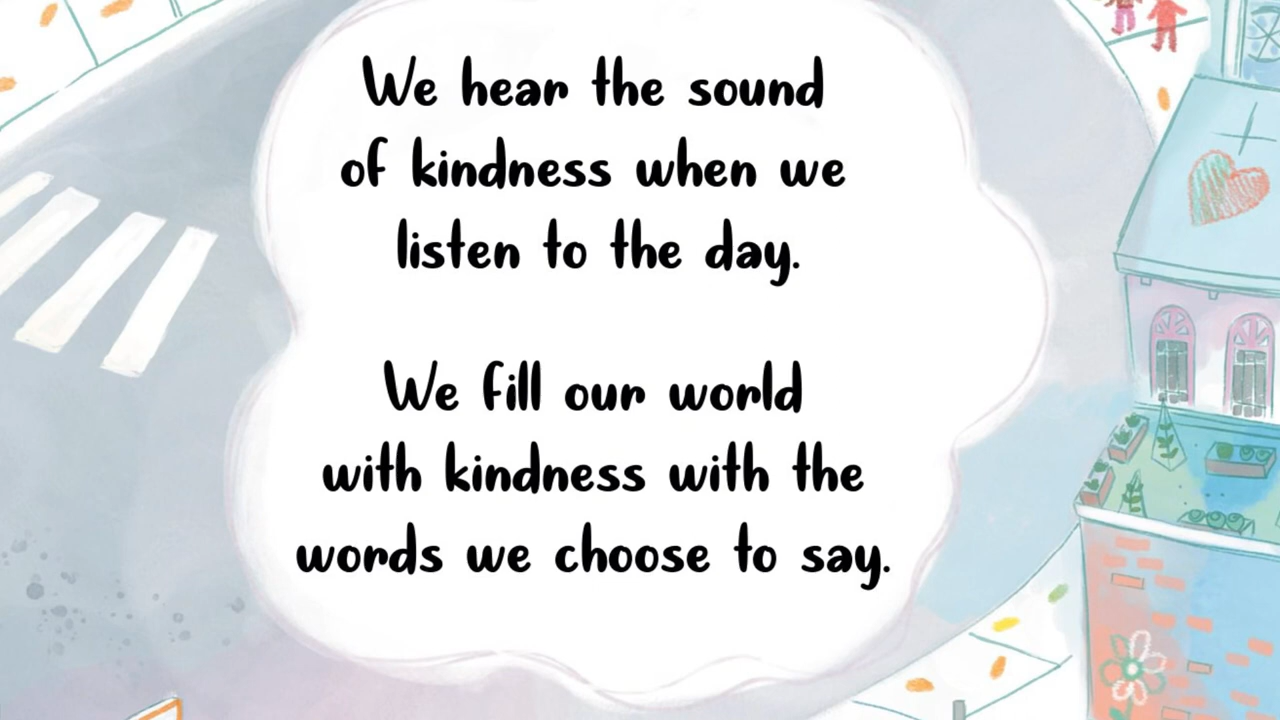 We hear the sound
of kindness when we
listen to the day.
We fill our world
with kindness with the
words we choose to say.